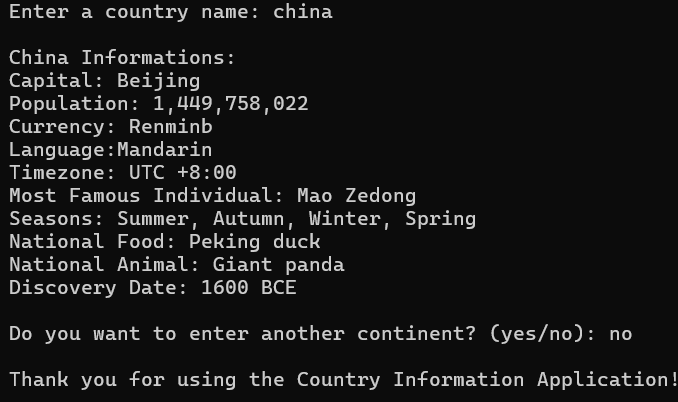 Enter a country name: china
China Informations:
Capital: Beijing
Population: 1,449,758,022
Currency: Renminb
Language:Mandarin
Timezone: UTC +8:00
Most Famous Individual: Mao Zedong
Seasons: Summer, Autumn, Winter, Spring
National Food: Peking duck
National Animal: Giant panda
Discovery Date: 1600 BCE
Do you want to enter another continent? (yes/no): no
Thank you for using the Country Information Application!